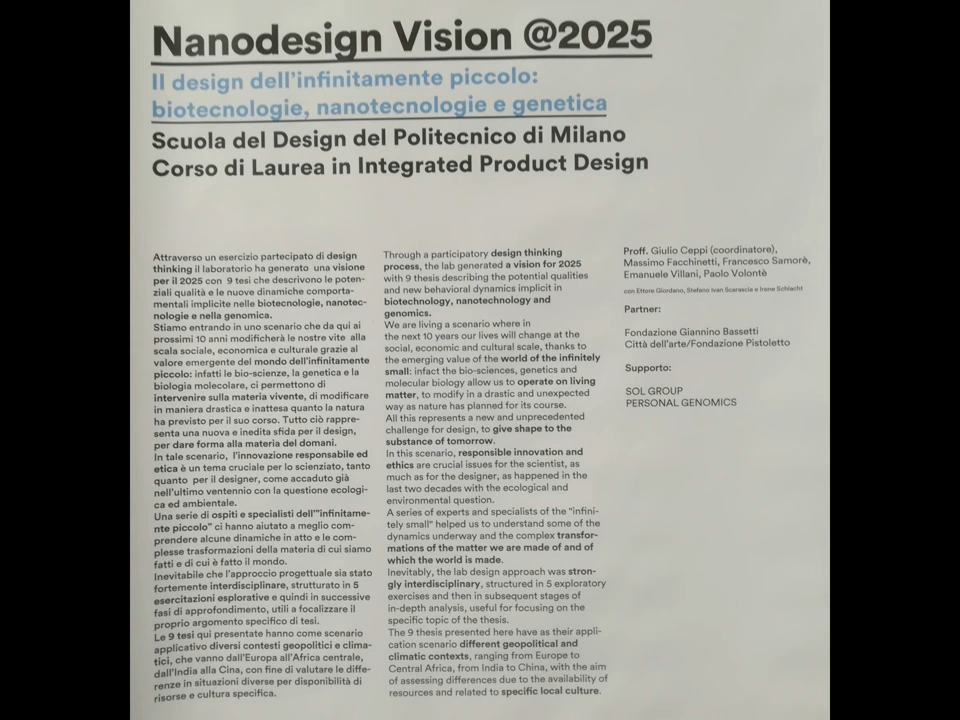 Nanodesign Vision @2025
Il design dell'infinitamente piccolo:
biotecnologie, nanotecnologie e genetica
Scuola del Design del Politecnico di Milano
Corso di Laurea in Integrated Product Design
Attraverso un esercizio partecipato di design
thinking il laboratorio ha generato una visione
per il 2025 con 9 tesi che descrivono le poten-
ziali qualità e le nuove dinamiche comporta-
mentali implicite nelle biotecnologie, nanotec-
nologie e nella genomica.
Stiamo entrando in uno scenario che da qui ai
prossimi 10 anni modificherà le nostre vite alla
scala sociale, economica e culturale grazie al
valore emergente del mondo dell'infinitamente
piccolo: infatti le bio-scienze, la genetica e la
biologia molecolare, ci permettono di
intervenire sulla materia vivente, di modificare
in maniera drastica e inattesa quanto la natura
ha previsto per il suo corso. Tutto ciò rappre-
senta una nuova e inedita sfida per il design,
per dare forma alla materia del domani.
In tale scenario, l'innovazione responsabile ed
etica è un tema cruciale per lo scienziato, tanto
quanto per il designer, come accaduto già
nell'ultimo ventennio con la questione ecologi-
ca ed ambientale.
Una serie di ospiti e specialisti dell'"infinitame-
nte piccolo" ci hanno aiutato a meglio com-
prendere alcune dinamiche in atto e le com-
plesse trasformazioni della materia di cui siamo
fatti e di cui è fatto il mondo.
Inevitabile che l'approccio progettuale sia stato
fortemente interdisciplinare, strutturato in 5
esercitazioni esplorative e quindi in successive
fasi di approfondimento, utili a focalizzare il
proprio argomento specifico di tesi.
Le 9 tesi qui presentate hanno come scenario
applicativo diversi contesti geopolitici e clima-
tici, che vanno dall'Europa all'Africa centrale,
dall'India alla Cina, con fine di valutare le diffe-
renze in situazioni diverse per disponibilità di
risorse e cultura specifica.
Through a participatory design thinking
process, the lab generated a vision for 2025
with 9 thesis describing the potential qualities
and new behavioral dynamics implicit in
biotechnology, nanotechnology and
genomics.
We are living a scenario where in
the next 10 years our lives will change at the
social, economic and cultural scale, thanks to
the emerging value of the world of the infinitely
small: infact the bio-sciences, genetics and
molecular biology allow us to operate on living
matter, to modify in a drastic and unexpected
way as nature has planned for its course.
All this represents a new and unprecedented
challenge for design, to give shape to the
substance of tomorrow.
In this scenario, responsible innovation and
ethics are crucial issues for the scientist, as
much as for the designer, as happened in the
last two decades with the ecological and
environmental question.
A series of experts and specialists of the "infini-
tely small" helped us to understand some of the
dynamics underway and the complex transfor-
mations of the matter we are made of and of
which the world is made.
Inevitably, the lab design approach was stron-
gly interdisciplinary, structured in 5 exploratory
exercises and then in subsequent stages of
in-depth analysis, useful for focusing on the
specific topic of the thesis.
The 9 thesis presented here have as their appli-
cation scenario different geopolitical and
climatic contexts, ranging from Europe to
Central Africa, from India to China, with the aim
of assessing differences due to the availability of
resources and related to specific local culture.
Proff. Giulio Ceppi (coordinatore),
Massimo Facchinetti, Francesco Samorè,
Emanuele Villani, Paolo Volontè
con Ettore Giordano, Stefano Ivan Scarascia e Irene Schlacht
Partner:
Fondazione Giannino Bassetti
Città dell'arte/Fondazione Pistoletto
Supporto:
SOL GROUP
PERSONAL GENOMICS